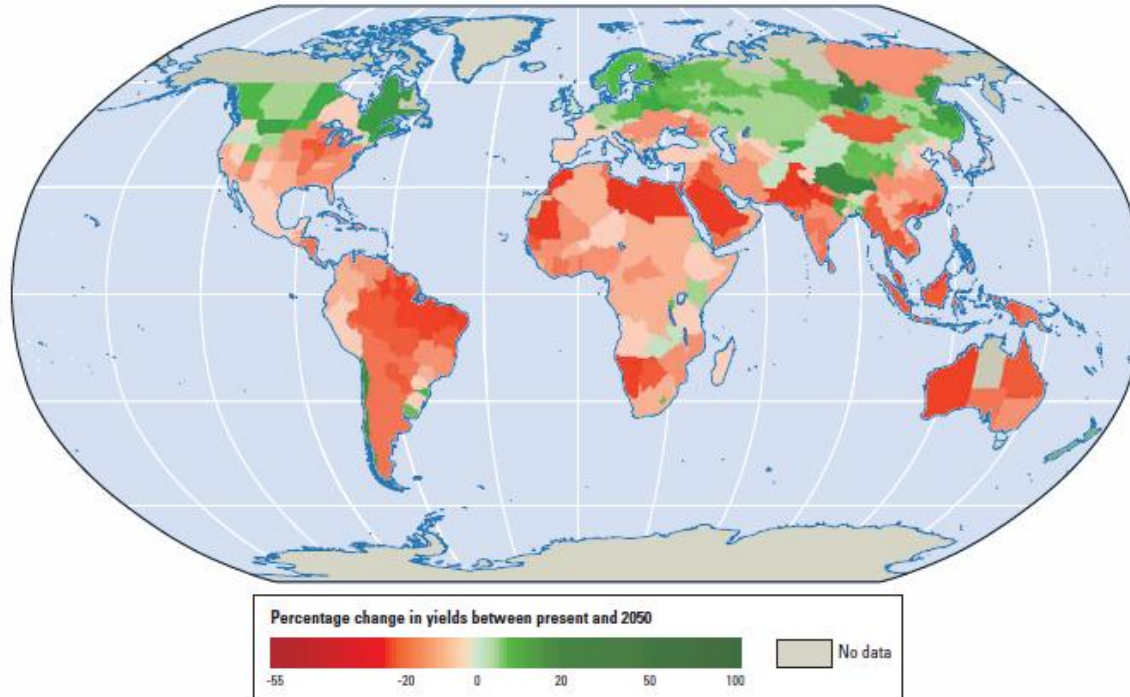 Percentage change in yields between present and 2050
No data
-55 -20 0 20 50 100